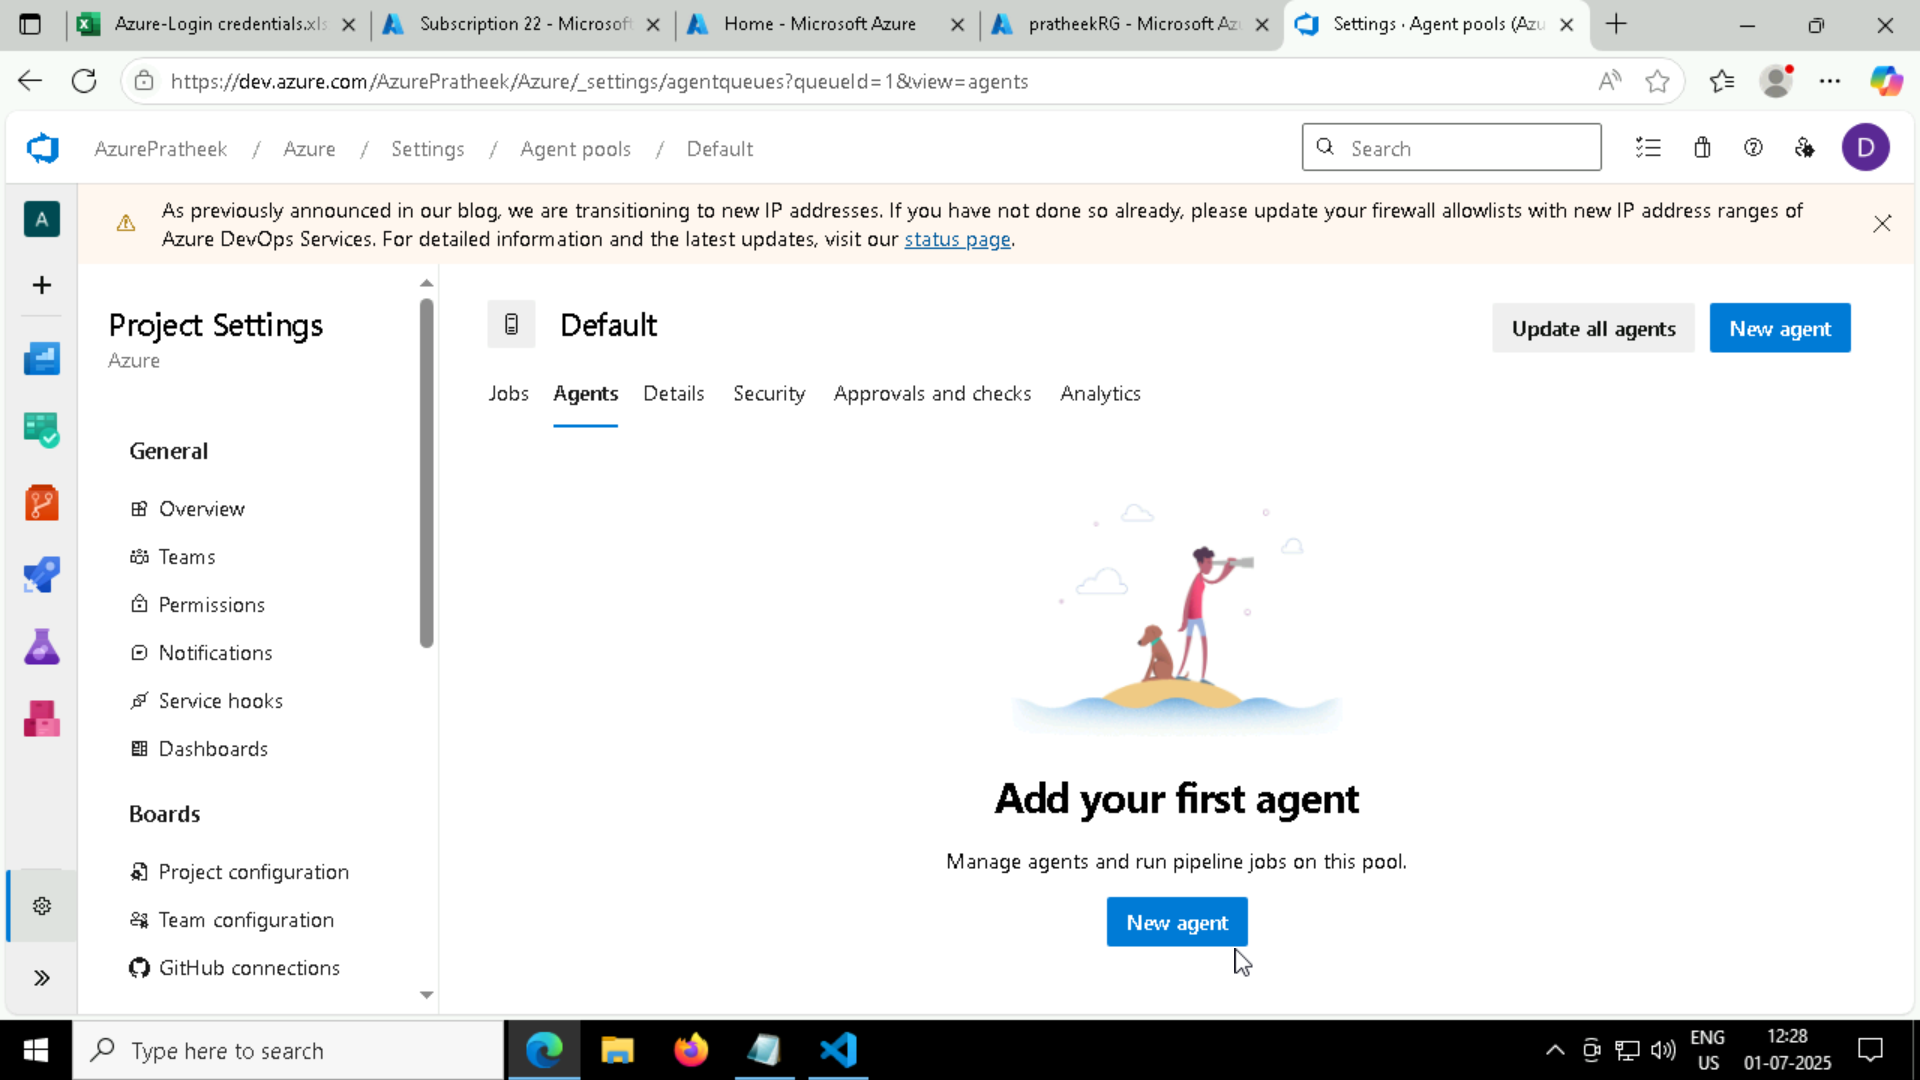 Azure-Login credentials.xls
Subscription 22 - Microsoft
Home - Microsoft Azure
pratheekRG - Microsoft Az
Settings · Agent pools (Azu
https://dev.azure.com/AzurePratheek/Azure/_settings/agentqueues?queueId=1&view=agents
AzurePratheek / Azure / Settings / Agent pools / Default
Search
D
A
As previously announced in our blog, we are transitioning to new IP addresses. If you have not done so already, please update your firewall allowlists with new IP address ranges of
Azure DevOps Services. For detailed information and the latest updates, visit our status page.
Project Settings
Azure
Default
Update all agents
New agent
Jobs
Agents
Details
Security
Approvals and checks
Analytics
General
Overview
Teams
Permissions
Notifications
Service hooks
Dashboards
Boards
Project configuration
Team configuration
GitHub connections
Add your first agent
Manage agents and run pipeline jobs on this pool.
New agent
Type here to search
ENG
US
12:28
01-07-2025